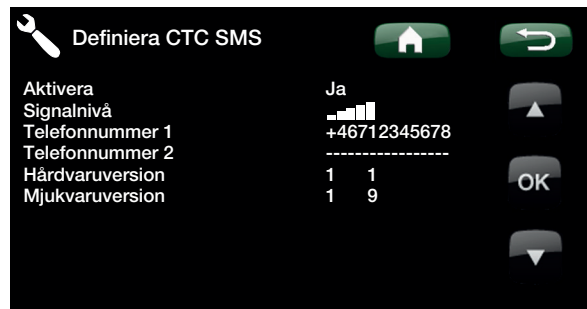 Definiera CTC SMS
Aktivera Ja
Signalnivå
Telefonnummer 1 +46712345678
Telefonnummer 2 -----------------
Hårdvaruversion 1 1
Mjukvaruversion 1 9
OK